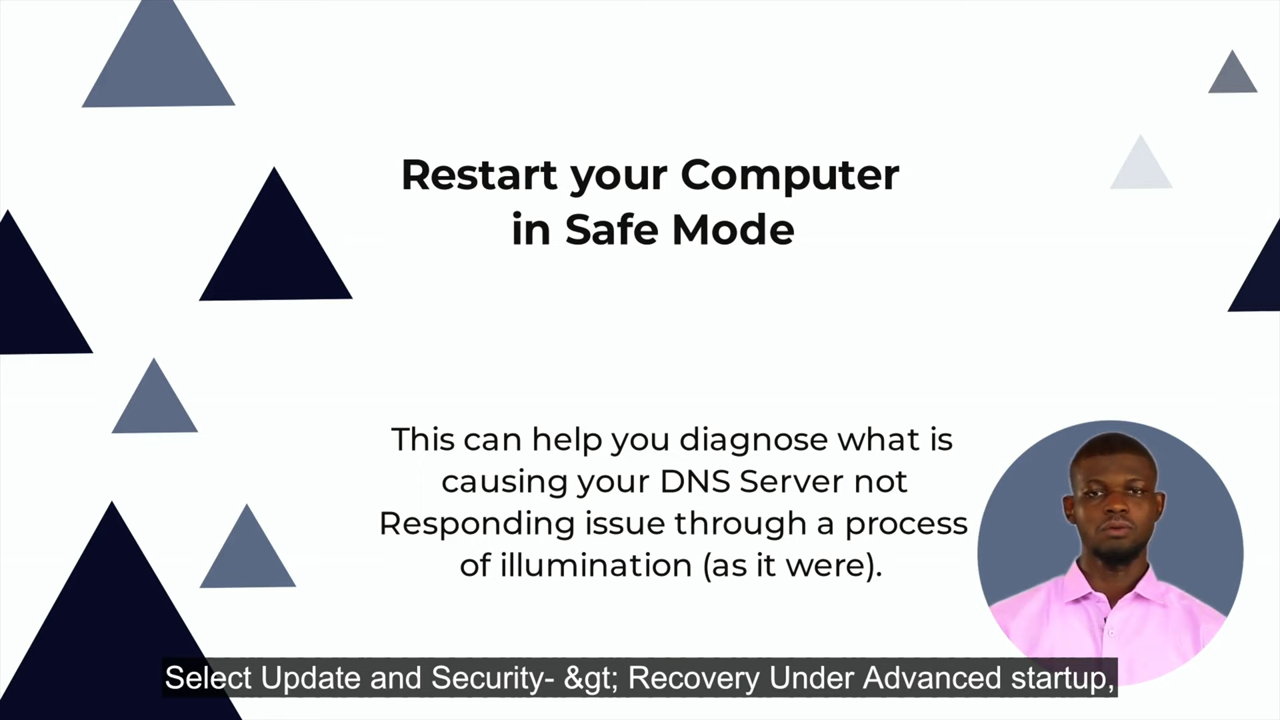 Restart your Computer
in Safe Mode
This can help you diagnose what is
causing your DNS Server not
Responding issue through a process
of illumination (as it were).
Select Update and Security- &gt; Recovery Under Advanced startup,